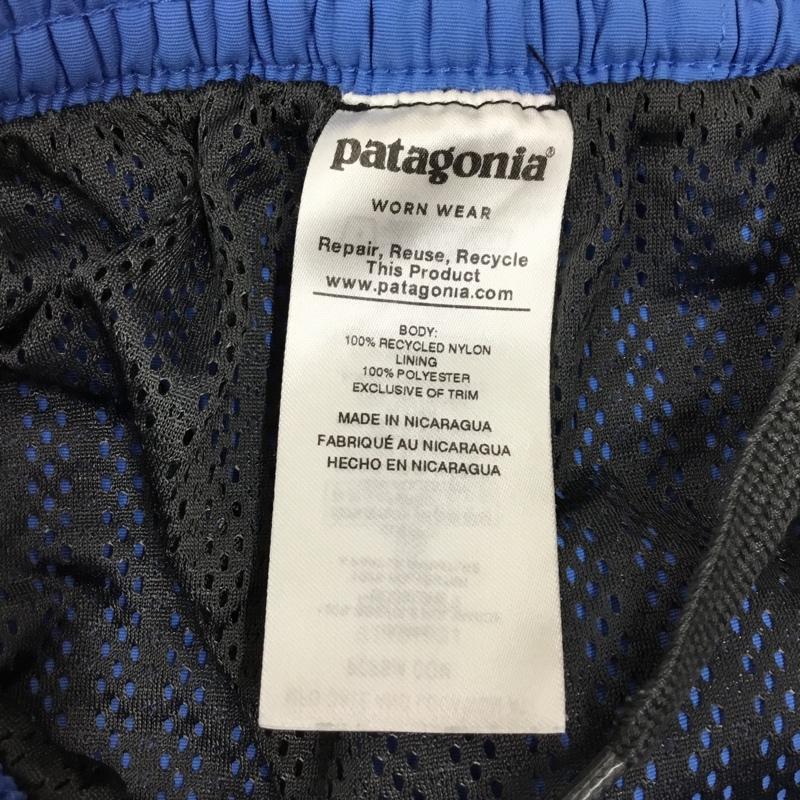 patagonia®
WORN WEAR
Repair, Reuse, Recycle
This Product
www.patagonia.com
BODY:
100% RECYCLED NYLON
LINING
100% POLYESTER
EXCLUSIVE OF TRIM
MADE IN NICARAGUA
FABRIQUÉ AU NICARAGUA
HECHO EN NICARAGUA